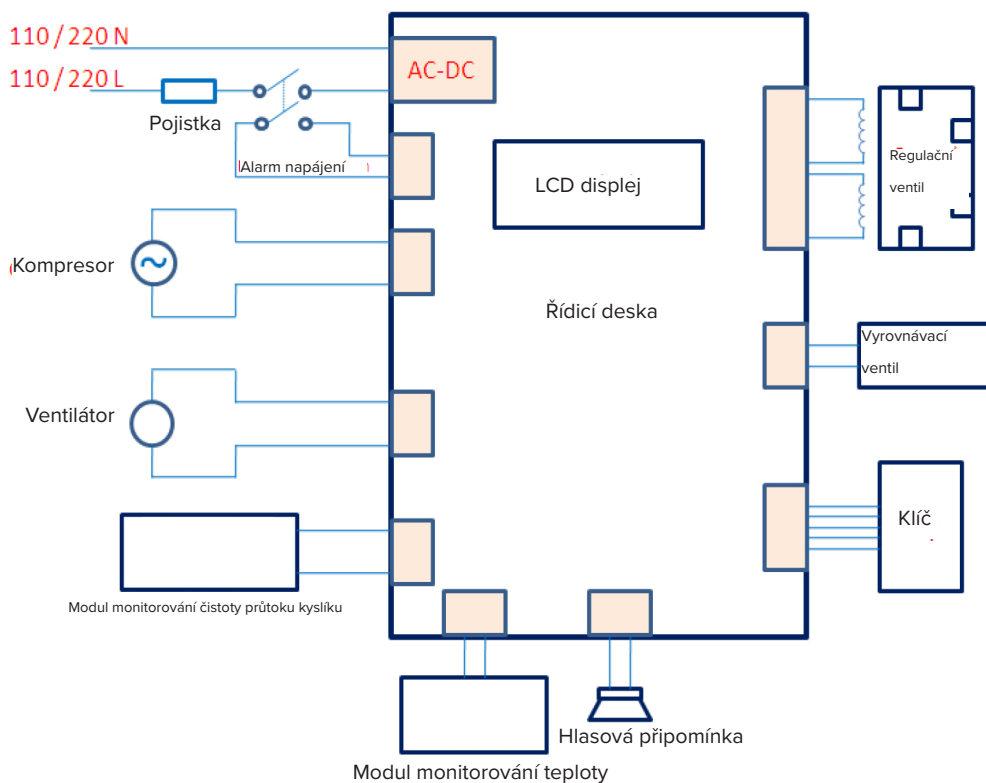 110 / 220 N
110 / 220 L
AC-DC
Pojistka
Alarm napájení
LCD displej
Regulační
ventil
Kompresor
Řídicí deska
Vyrovnávací
ventil
Ventilátor
Klíč
Modul monitorování čistoty průtoku kyslíku
Hlasová připomínka
Modul monitorování teploty